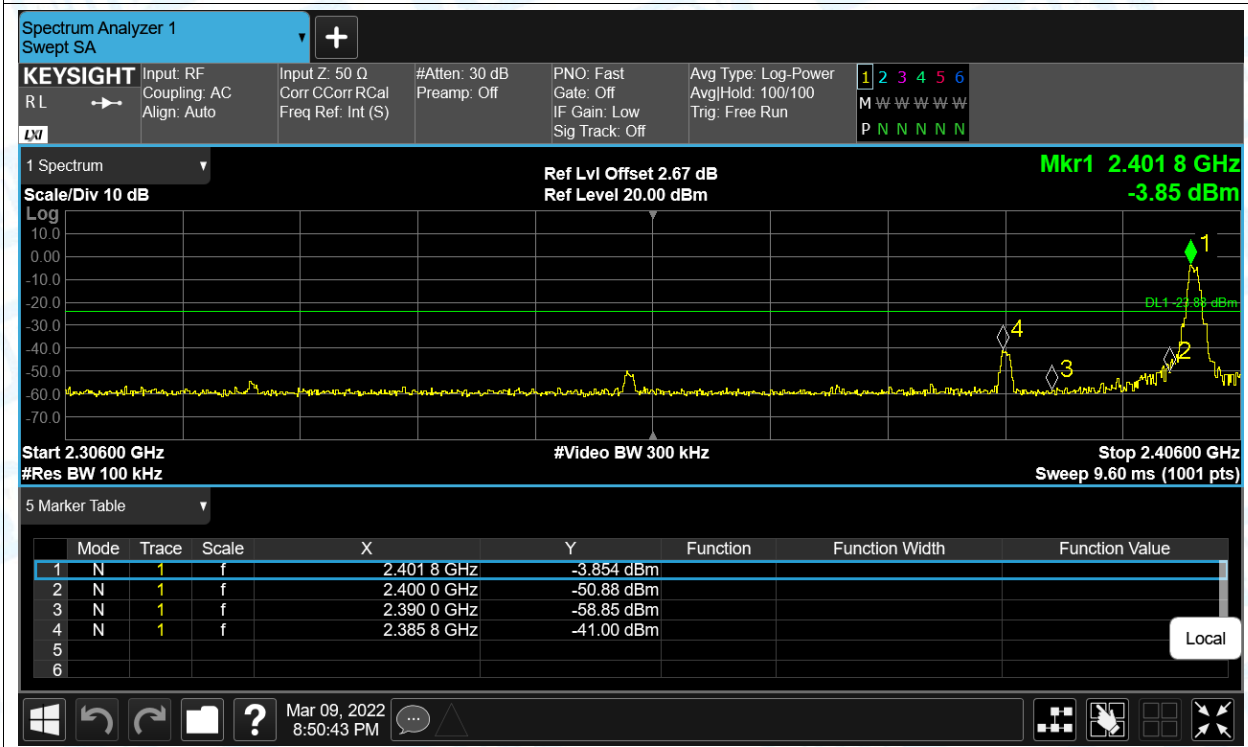 Spectrum Analyzer 1
Swept SA
KEYSIGHT Input: RF Input Z: 50 Ω #Atten: 30 dB PNO: Fast Avg Type: Log-Power 1 2 3 4 5 6
RL Coupling: AC Corr CCorr RCal Preamp: Off Gate: Off Avg|Hold: 100/100 M W W W W W
Align: Auto Freq Ref: Int (S) IF Gain: Low Trig: Free Run
LXI Sig Track: Off P N N N N N
1 Spectrum Ref Lvl Offset 2.67 dB Mkr1 2.401 8 GHz
Scale/Div 10 dB Ref Level 20.00 dBm -3.85 dBm
Log
10.0
0.00
-10.0
-20.0
-30.0
-40.0
-50.0
-60.0
-70.0
1
DL1 -23.88 dBm
4
2
3
Start 2.30600 GHz #Video BW 300 kHz Stop 2.40600 GHz
#Res BW 100 kHz Sweep 9.60 ms (1001 pts)
5 Marker Table
Mode Trace Scale X Y Function Function Width Function Value
1 N 1 f 2.401 8 GHz -3.854 dBm
2 N 1 f 2.400 0 GHz -50.88 dBm
3 N 1 f 2.390 0 GHz -58.85 dBm
4 N 1 f 2.385 8 GHz -41.00 dBm
5
6
Local
? Mar 09, 2022
8:50:43 PM